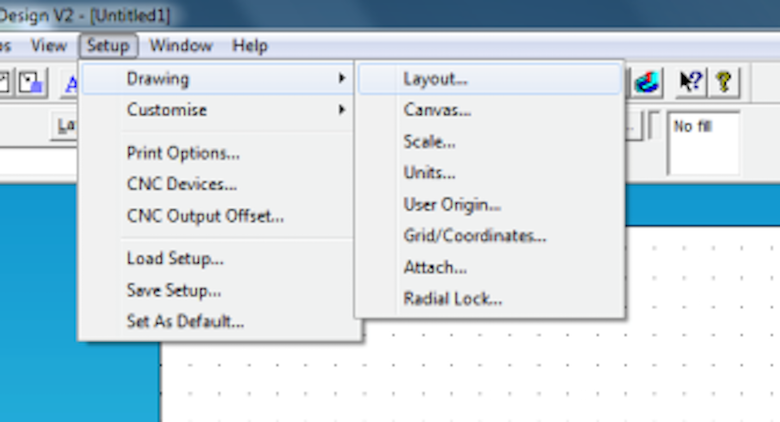 Design V2 - [Untitled1]
View Setup Window Help
Drawing
Customise
Print Options...
CNC Devices...
CNC Output Offset...
Load Setup...
Save Setup...
Set As Default...
Layout...
Canvas...
Scale...
Units...
User Origin...
Grid/Coordinates...
Attach...
Radial Lock...
No fill